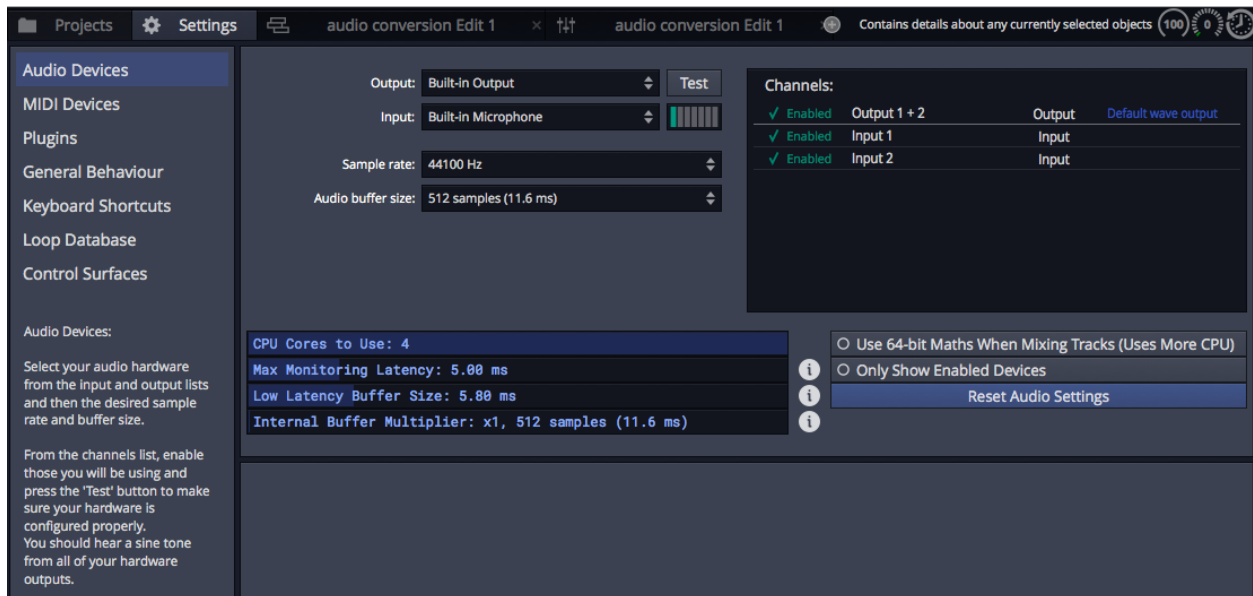 Projects
Settings
audio conversion Edit 1
audio conversion Edit 1
Contains details about any currently selected objects
100
0
Audio Devices
MIDI Devices
Plugins
General Behaviour
Keyboard Shortcuts
Loop Database
Control Surfaces
Audio Devices:
Select your audio hardware
from the input and output lists
and then the desired sample
rate and buffer size.
From the channels list, enable
those you will be using and
press the 'Test' button to make
sure your hardware is
configured properly.
You should hear a sine tone
from all of your hardware
outputs.
Output: Built-in Output Test
Input: Built-in Microphone
Sample rate: 44100 Hz
Audio buffer size: 512 samples (11.6 ms)
Channels:
✓ Enabled Output 1 + 2 Output Default wave output
✓ Enabled Input 1 Input
✓ Enabled Input 2 Input
CPU Cores to Use: 4
Max Monitoring Latency: 5.00 ms
Low Latency Buffer Size: 5.80 ms
Internal Buffer Multiplier: x1, 512 samples (11.6 ms)
Use 64-bit Maths When Mixing Tracks (Uses More CPU)
Only Show Enabled Devices
Reset Audio Settings